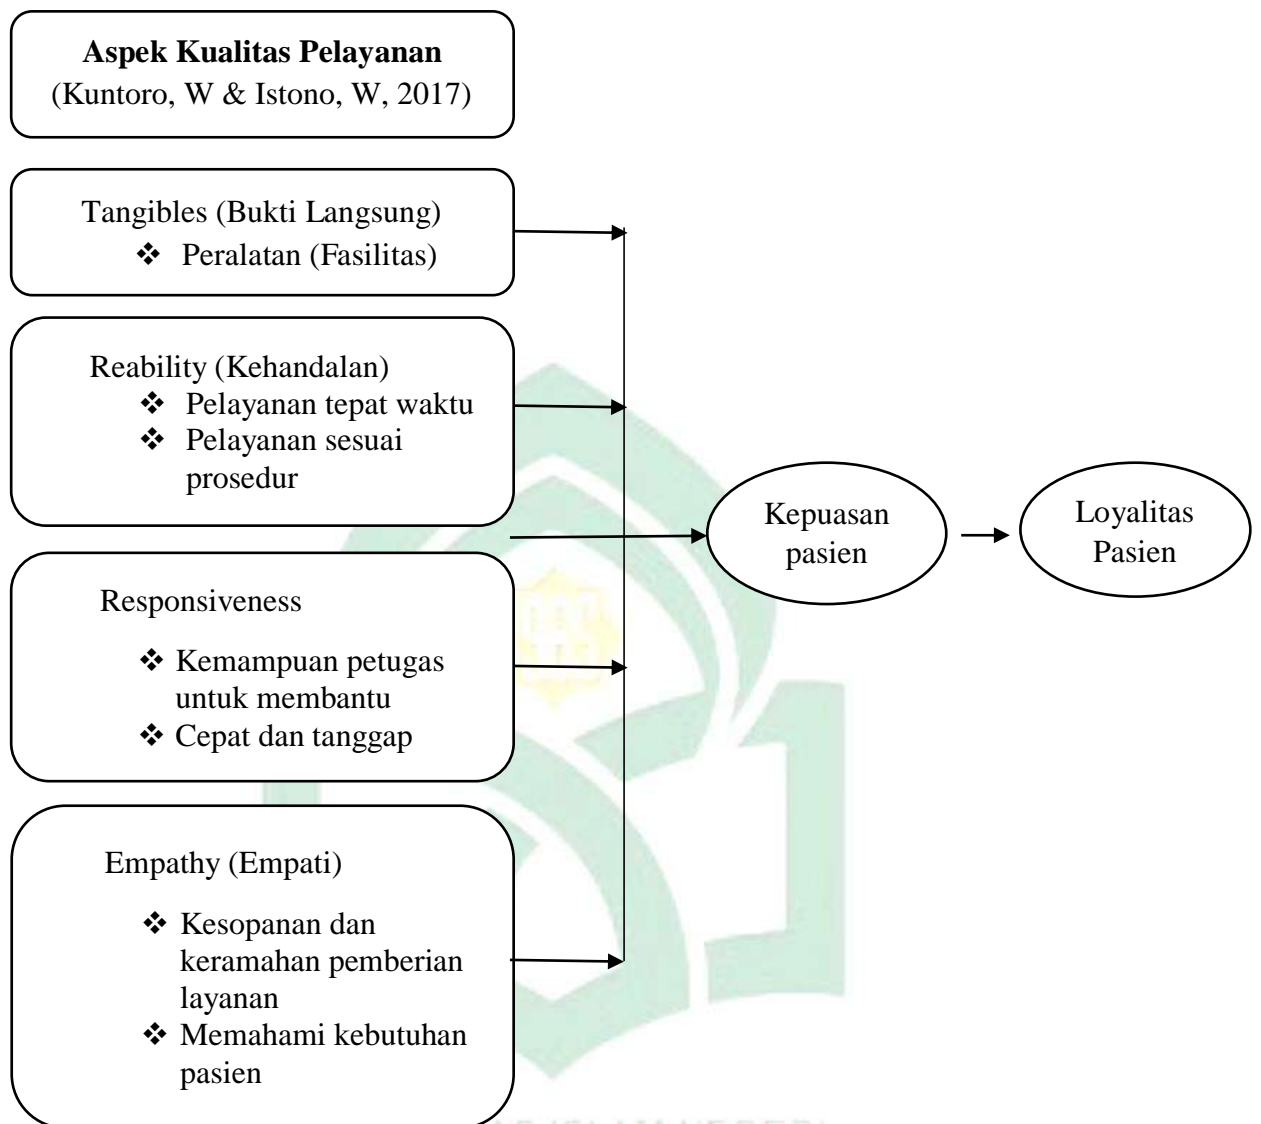 Aspek Kualitas Pelayanan
(Kuntoro, W & Istono, W, 2017)
Tangibles (Bukti Langsung)
❖ Peralatan (Fasilitas)
Reability (Kehandalan)
❖ Pelayanan tepat waktu
❖ Pelayanan sesuai
prosedur
Responsiveness
❖ Kemampuan petugas
untuk membantu
❖ Cepat dan tanggap
Empathy (Empati)
❖ Kesopanan dan
keramahan pemberian
layanan
❖ Memahami kebutuhan
pasien
Kepuasan
pasien
Loyalitas
Pasien